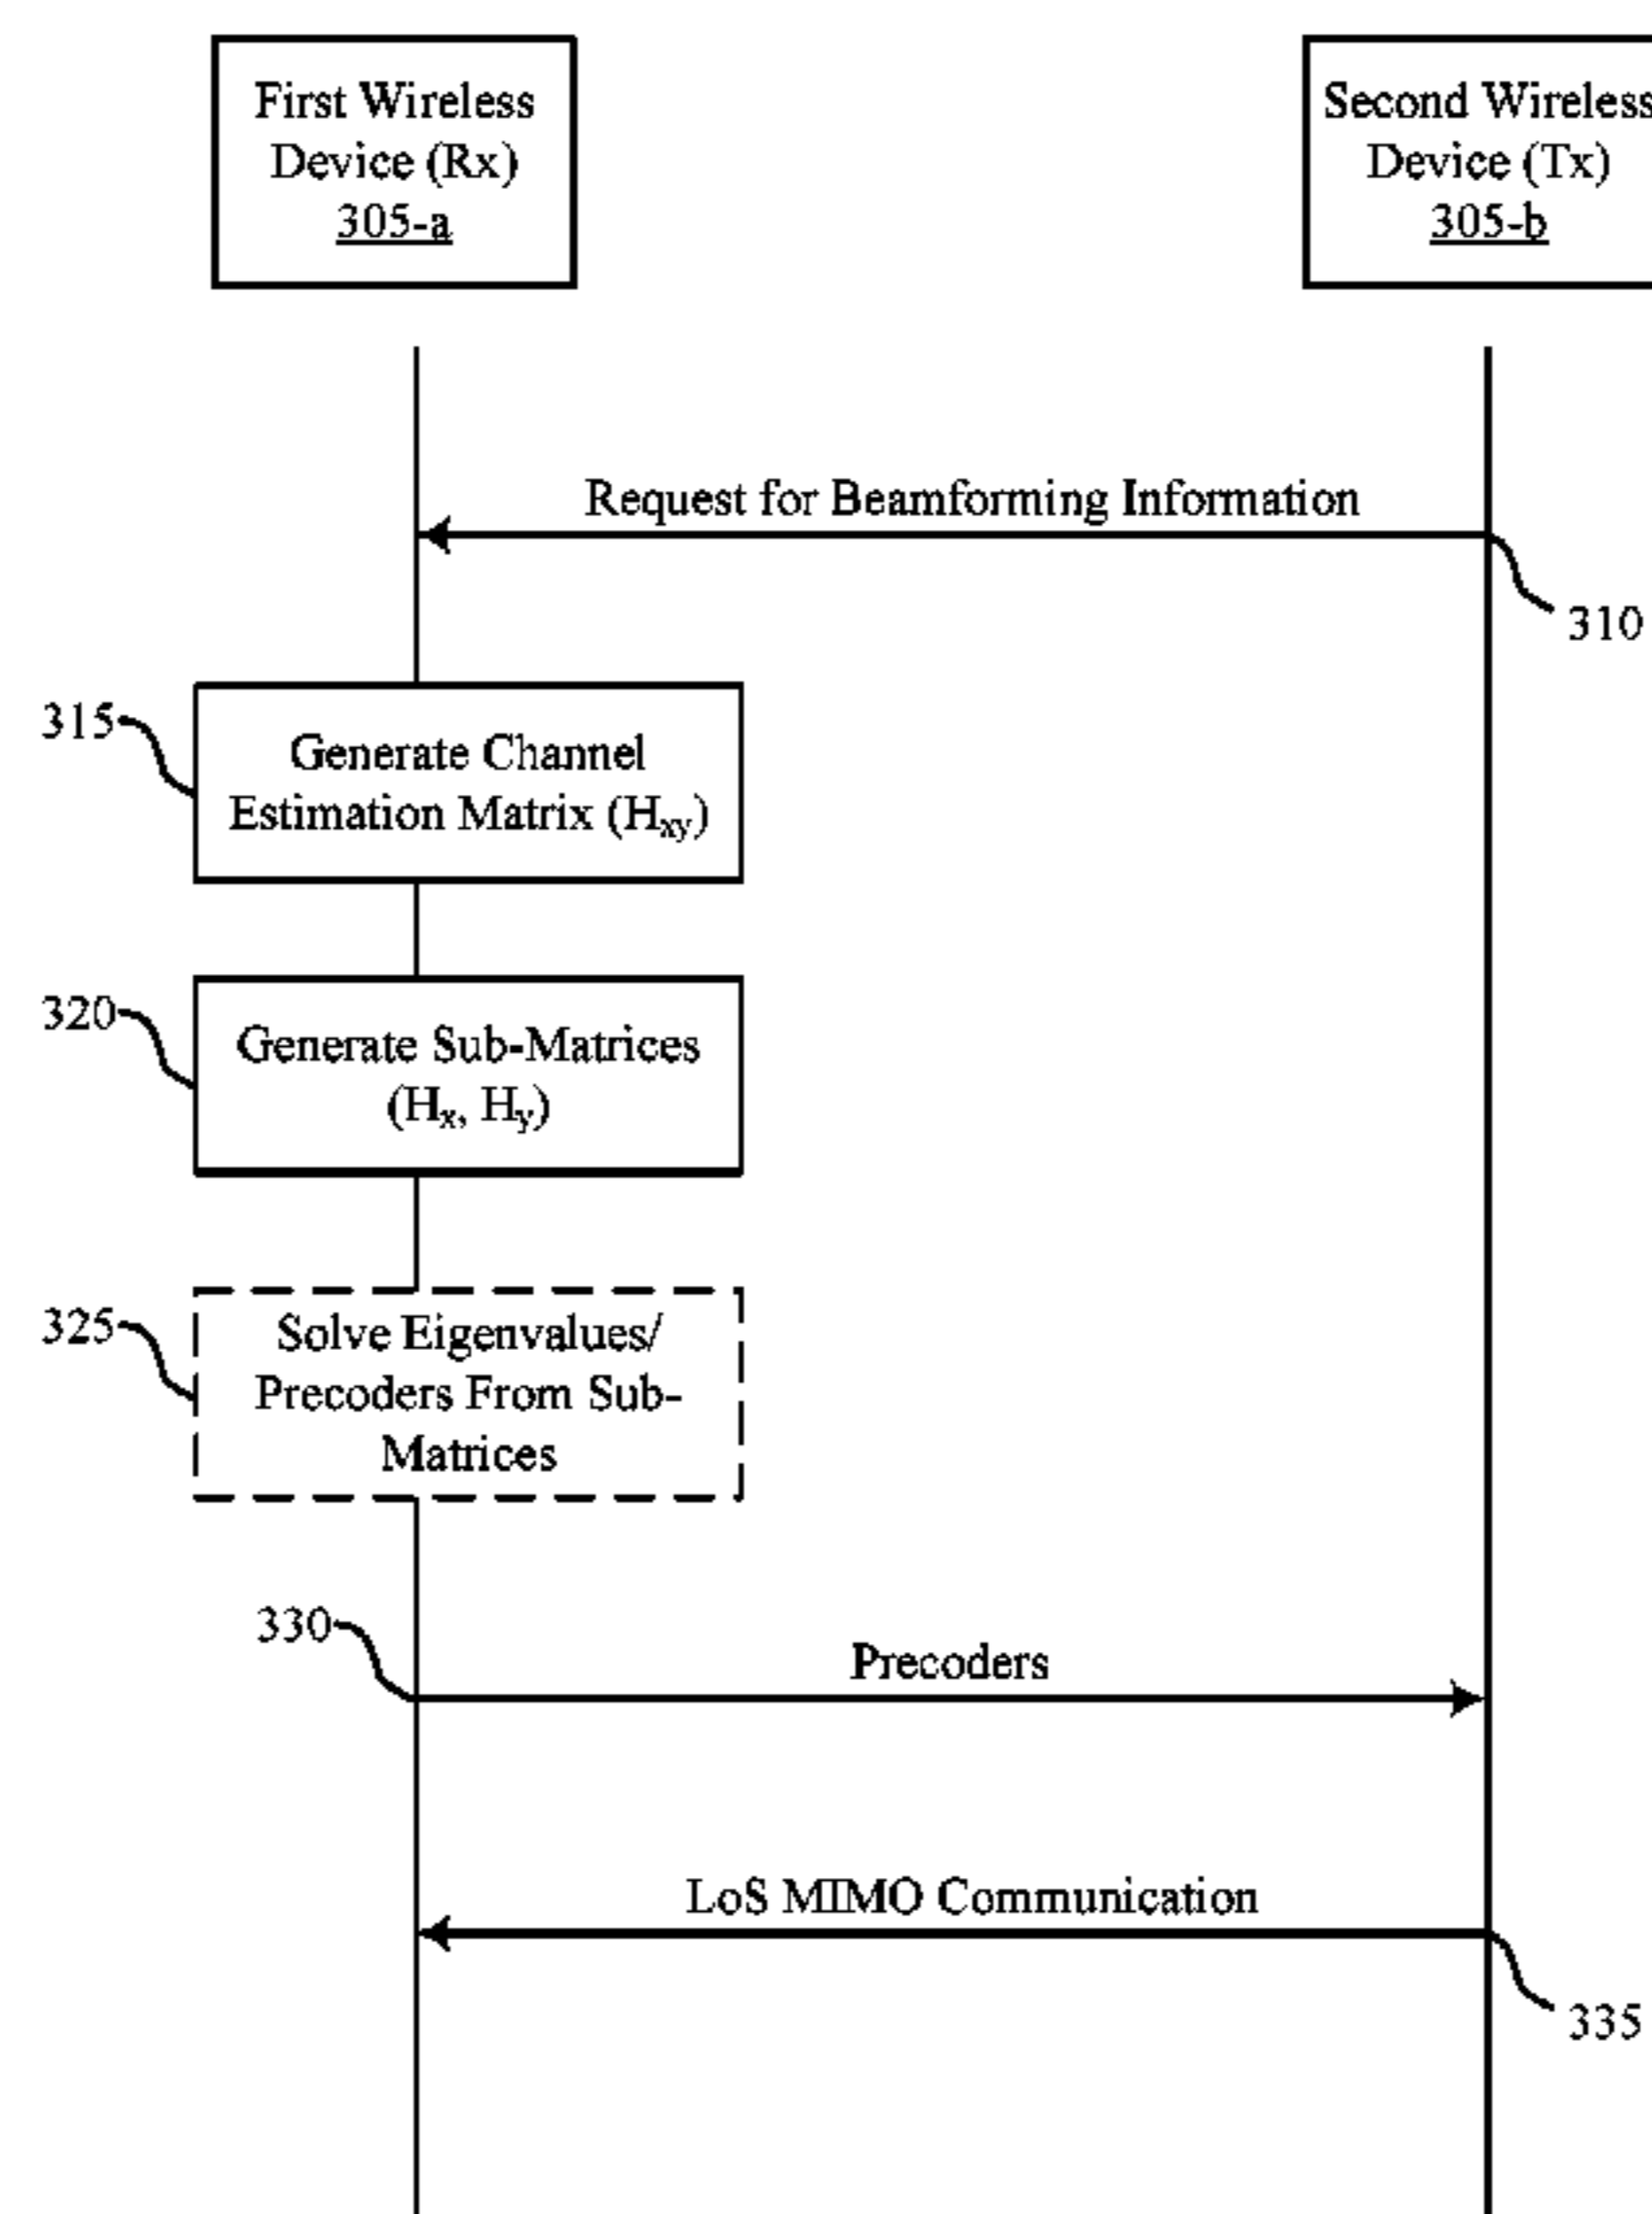 First Wireless
Device (Rx)
305-a
Second Wireless
Device (Tx)
305-b
Request for Beamforming Information
310
315
Generate Channel
Estimation Matrix (Hxy)
320
Generate Sub-Matrices
(Hx, Hy)
325
Solve Eigenvalues/
Precoders From Sub-
Matrices
330
Precoders
LoS MIMO Communication
335